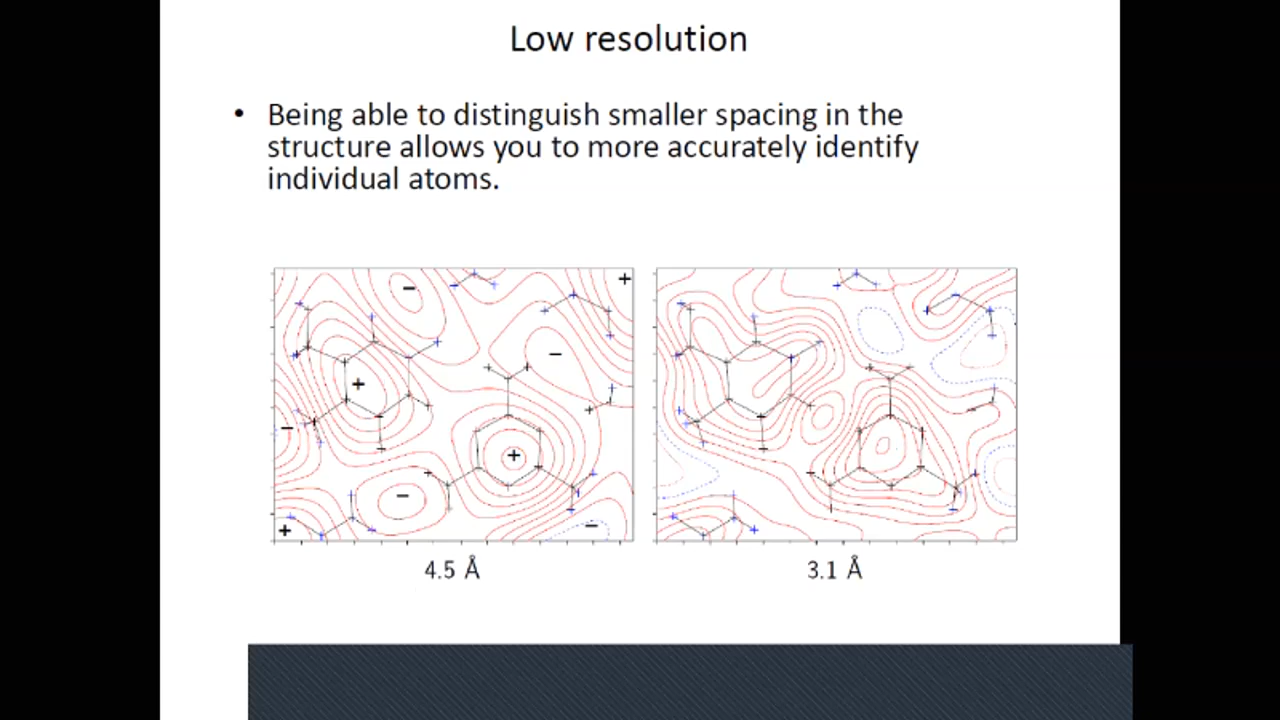 Low resolution
• Being able to distinguish smaller spacing in the
structure allows you to more accurately identify
individual atoms.
4.5 Å
3.1 Å